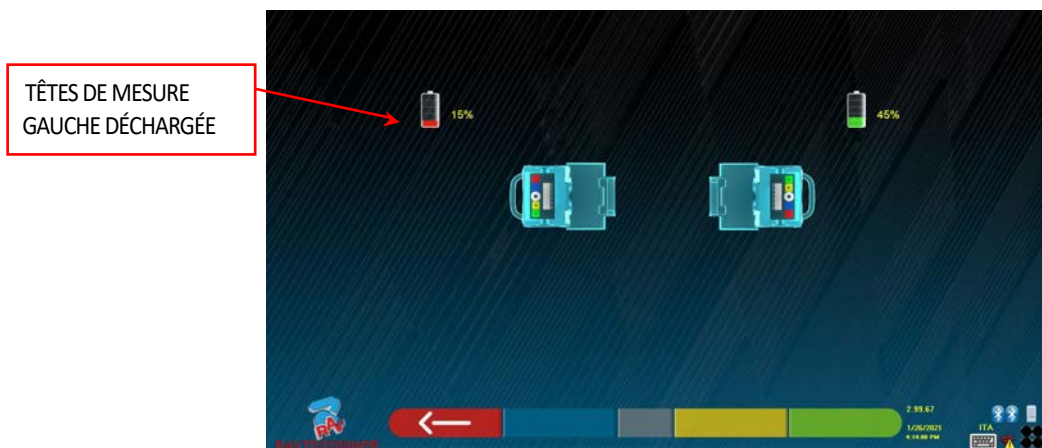 TÊTES DE MESURE
GAUCHE DÉCHARGÉE
15%
45%
2.99.67
1/26/2021
ITA